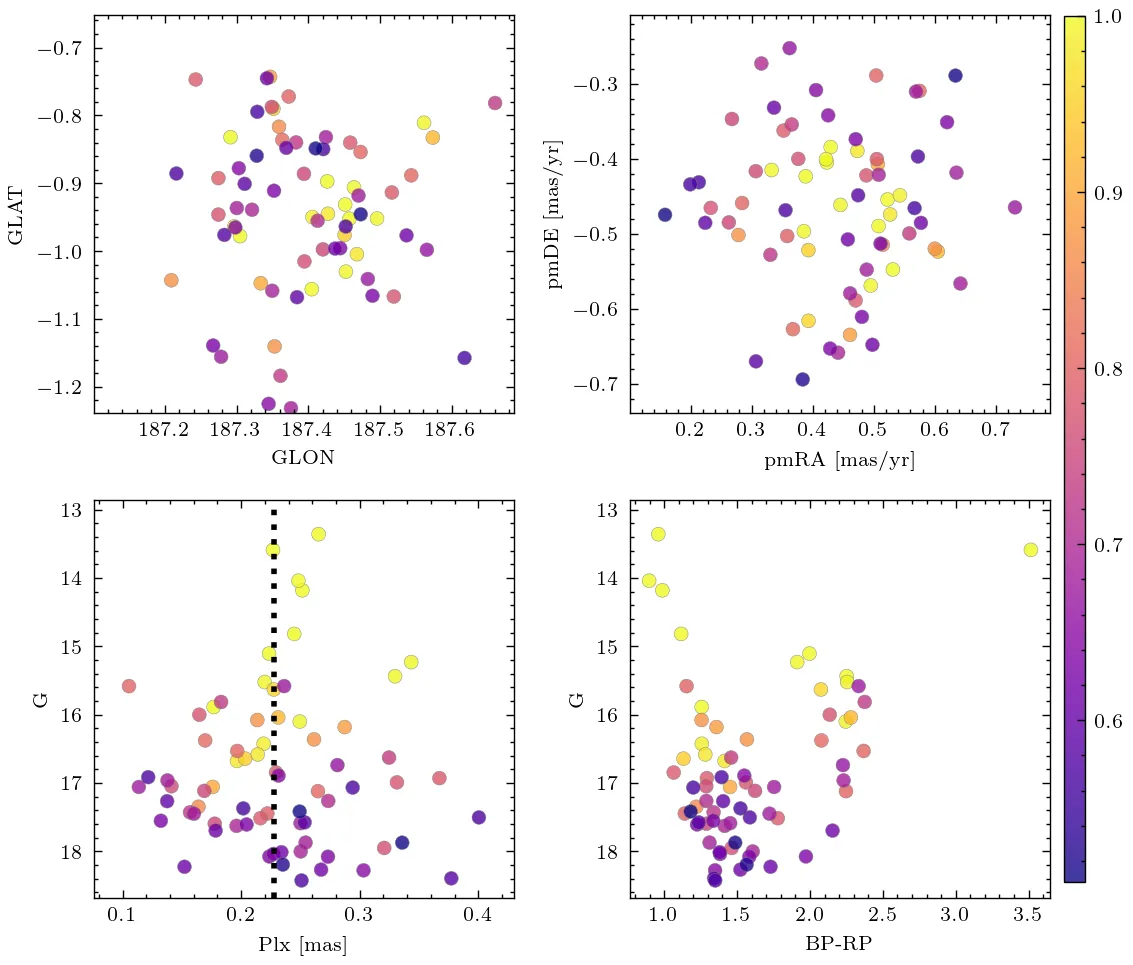 −0.7
−0.8
−0.9
−1.0
−1.1
−1.2
GLAT
187.2 187.3 187.4 187.5 187.6
GLON
−0.3
−0.4
−0.5
−0.6
−0.7
pmDE [mas/yr]
0.2 0.3 0.4 0.5 0.6 0.7
pmRA [mas/yr]
1.0
0.9
0.8
0.7
0.6
13
14
15
16
17
18
G
0.1 0.2 0.3 0.4
Plx [mas]
13
14
15
16
17
18
G
1.0 1.5 2.0 2.5 3.0 3.5
BP-RP